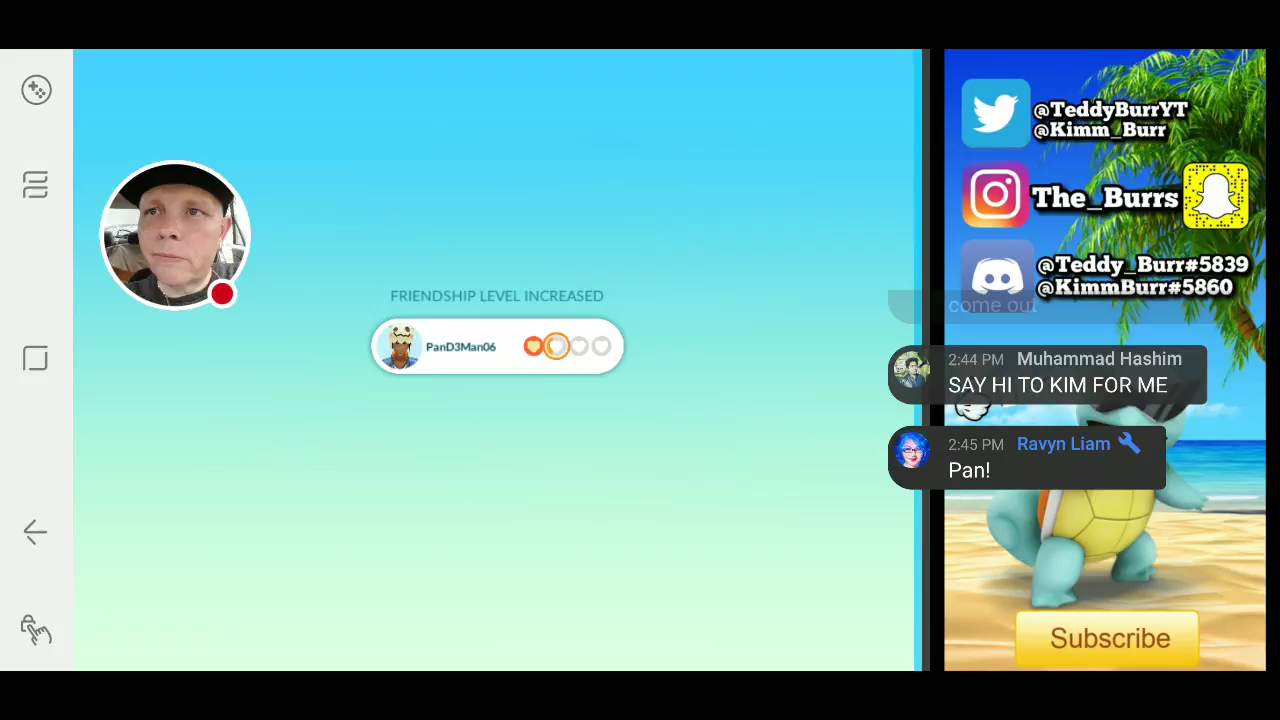 FRIENDSHIP LEVEL INCREASED
PanD3Man06
@TeddyBurrYT
@Kimm_Burr
The_Burrs
@Teddy_Burr#5839
@KimmBurr#5860
come out
2:44 PM Muhammad Hashim
SAY HI TO KIM FOR ME
2:45 PM Ravyn Liam
Pan!
Subscribe